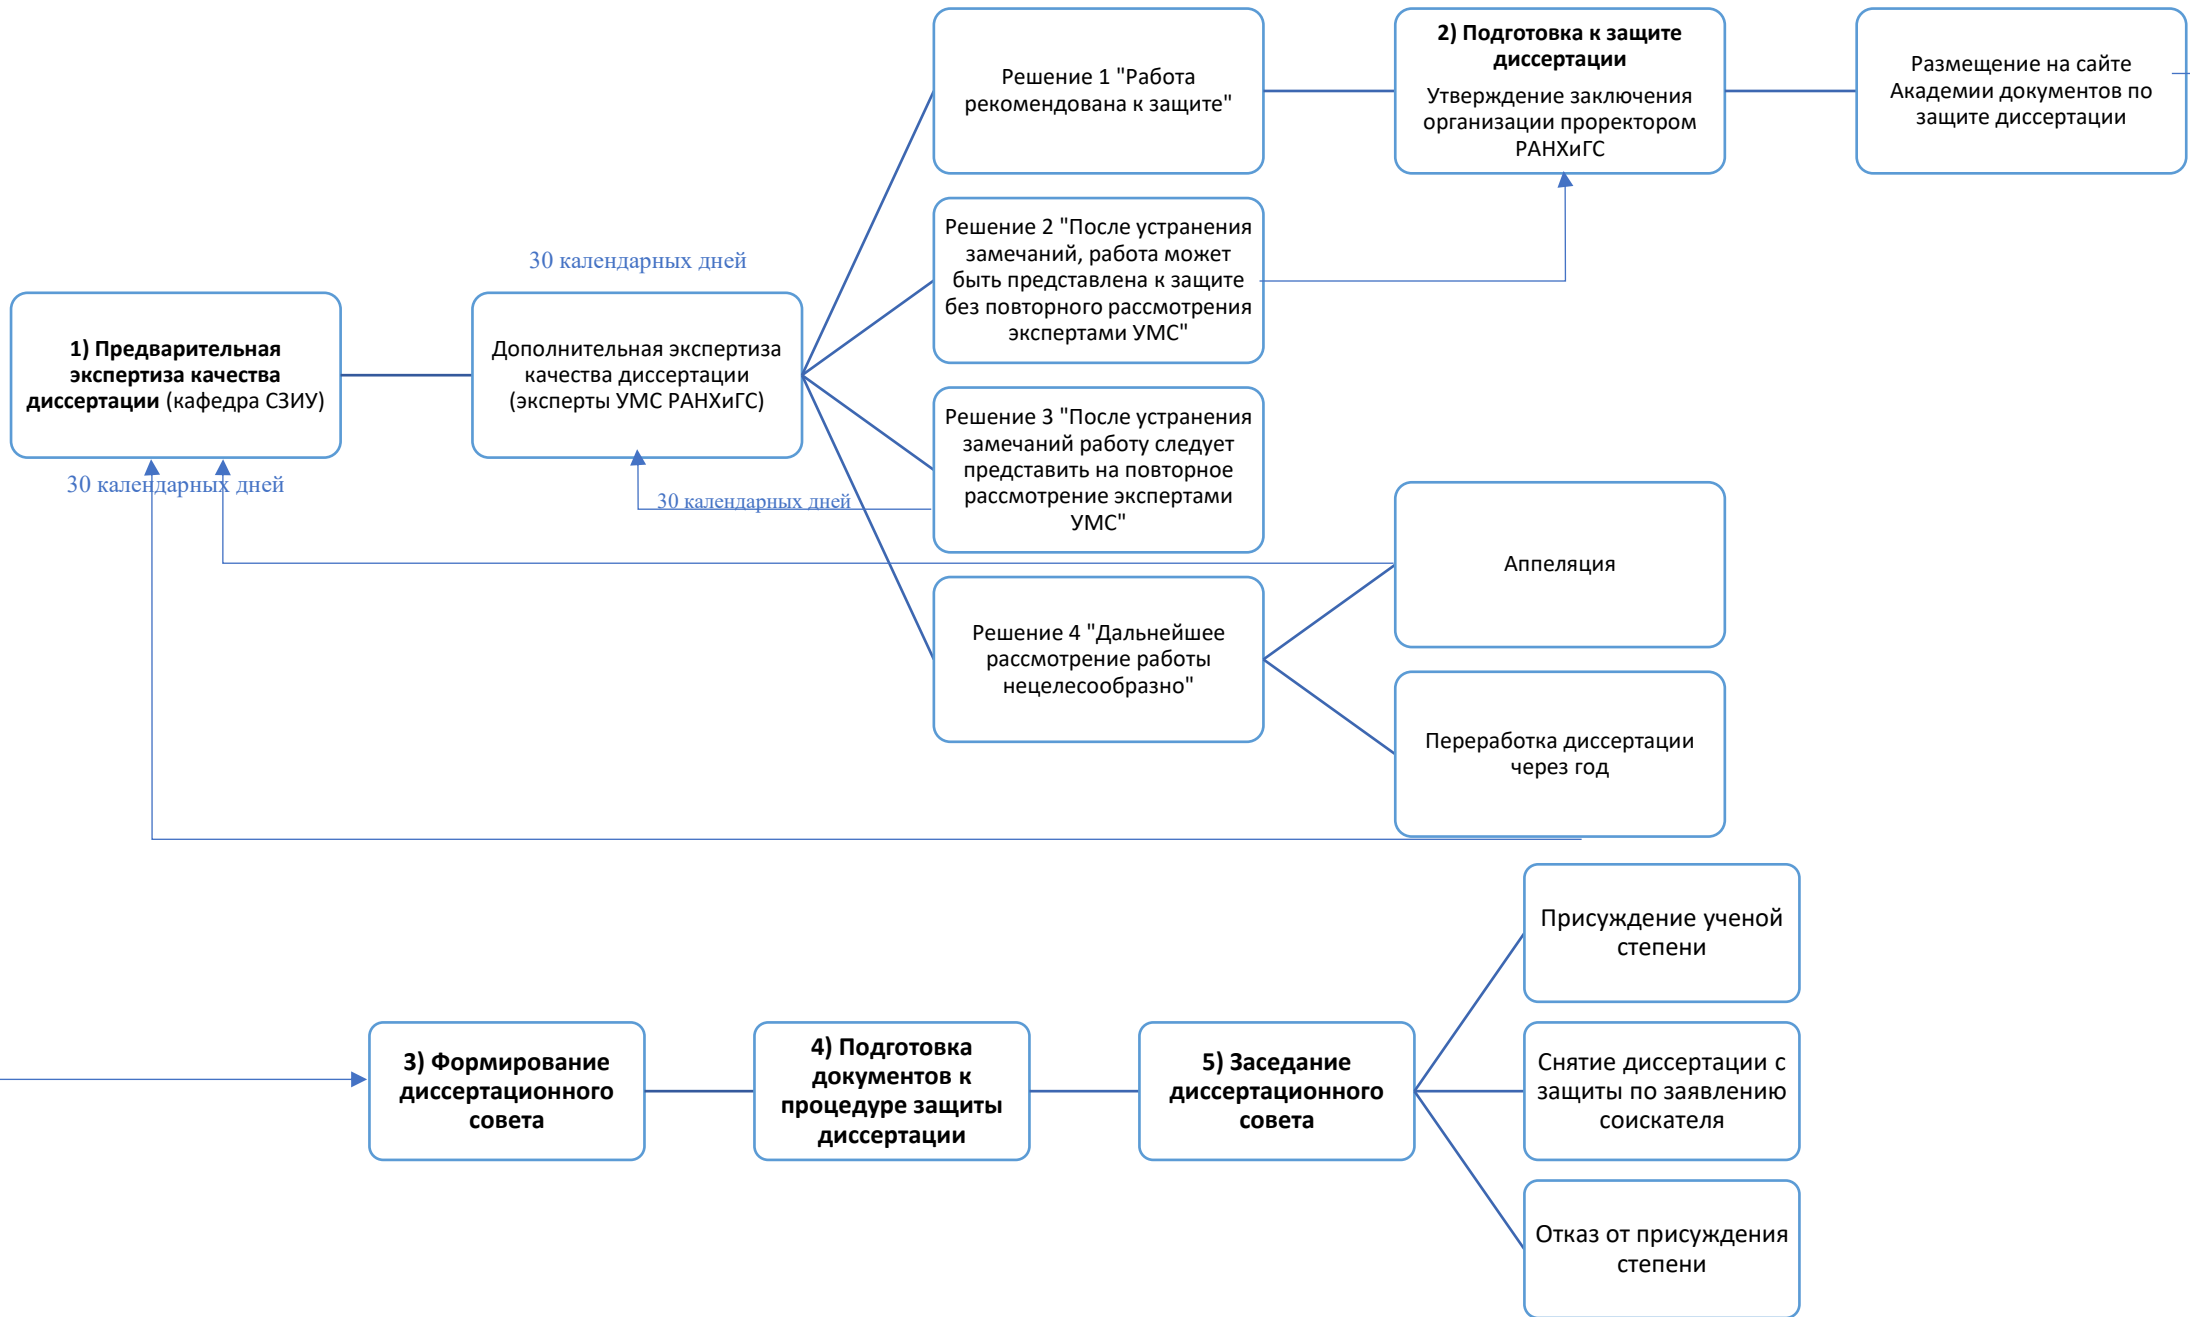 Решение 1 "Работа
рекомендована к защите"
2) Подготовка к защите
диссертации
Утверждение заключения
организации проректором
РАНХиГС
Размещение на сайте
Академии документов по
защите диссертации
Решение 2 "После устранения
замечаний, работа может
быть представлена к защите
без повторного рассмотрения
экспертами УМС"
30 календарных дней
1) Предварительная
экспертиза качества
диссертации (кафедра СЗИУ)
Дополнительная экспертиза
качества диссертации
(эксперты УМС РАНХиГС)
Решение 3 "После устранения
замечаний работу следует
представить на повторное
рассмотрение экспертами
УМС"
30 календарных дней
30 календарных дней
Аппеляция
Решение 4 "Дальнейшее
рассмотрение работы
нецелесообразно"
Переработка диссертации
через год
Присуждение ученой
степени
3) Формирование
диссертационного
совета
4) Подготовка
документов к
процедуре защиты
диссертации
5) Заседание
диссертационного
совета
Снятие диссертации с
защиты по заявлению
соискателя
Отказ от присуждения
степени